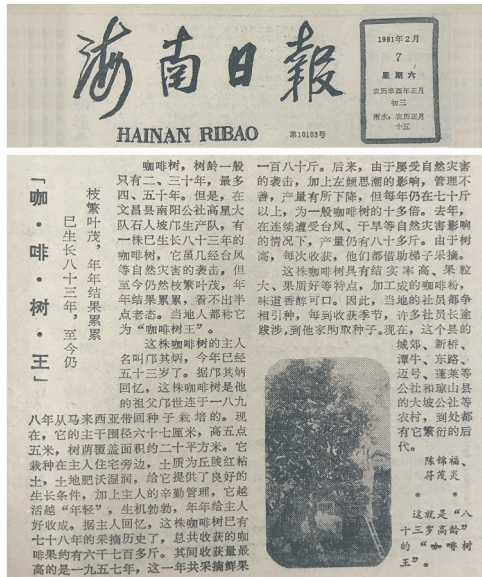 海南日報
HAINAN RIBAO
第10103号
1981年2月
7
星期六
农历辛酉年正月
初三
雨水：农历正月
十五
「咖·啡·树·王」
枝繁叶茂，年年结果累累
已生长八十三年，至今仍
咖啡树，树龄一般
只有二、三十年，最多
四、五十年。但是，在
文昌县南阳公社高星大
队石人坡邝生产队，有
一株已生长八十三年的
咖啡树，它虽几经台风
等自然灾害的袭击，但
至今仍然枝繁叶茂，年
年结果累累，看不出半
点老态。当地人都称它
为“咖啡树王”。
这株咖啡树的主人
名叫邝其炳，今年已经
五十三岁了。据邝其炳
回忆，这株咖啡树是他
的祖父邝世连于一八九
八年从马来西亚带回种子栽培的。现
在，它的主干围径六十七厘米，高五点
五米，树荫覆盖面积约二十平方米。它
栽种在主人住宅旁边，土质为丘陵红粘
土，土地肥沃湿润，给它提供了良好的
生长条件，加上主人的辛勤管理，它越
活越“年轻”，生机勃勃，年年给主人
好收成。据主人回忆，这株咖啡树已有
七十八年的采摘历史了，总共收获的咖
啡果约有六千七百多斤。其间收获量最
高的是一九五七年，这一年共采摘鲜果
一百八十斤。后来，由于屡受自然灾害
的袭击，加上左倾思潮的影响，管理不
善，产量有所下降，但每年仍在七十斤
以上，为一般咖啡树的十多倍。去年，
在连续遭受台风、干旱等自然灾害影响
的情况下，产量仍有八十多斤。由于树
高，每次收获，他们都借助梯子采摘。
这株咖啡树具有结实率高、果粒
大、果质好等特点，加工成的咖啡粉，
味道香醇可口。因此，当地的社员都争
相引种，每到收获季节，许多社员长途
跋涉，到他家购取种子。现在，这个县的
城郊、新桥、
潭牛、东路、
迈号、蓬莱等
公社和琼山县
的大坡公社等
农村，到处都
有它繁衍的后
代。
陈锦福、
符茂炎
这就是“八
十三岁高龄”
的“咖啡树
王”。